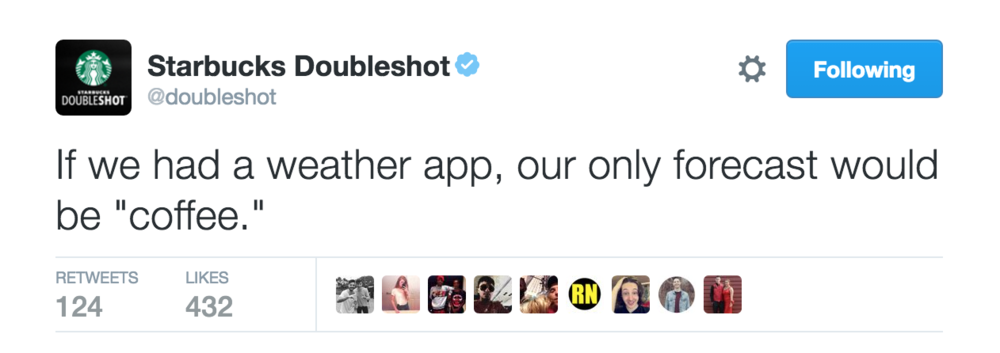 Starbucks Doubleshot
@doubleshot
Following
STARBUCKS
DOUBLESHOT
If we had a weather app, our only forecast would
be "coffee."
RETWEETS
LIKES
124
432
RN